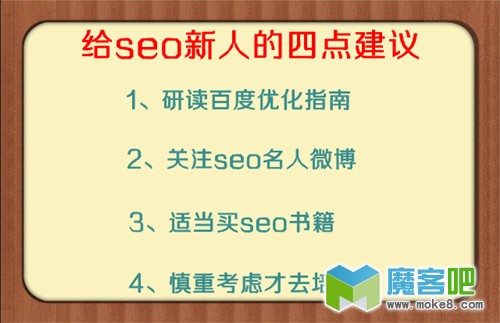 给seo新人的四点建议
1、研读百度优化指南
2、关注seo名人微博
3、适当买seo书籍
4、慎重考虑才去培
魔客吧
www.moke8.com